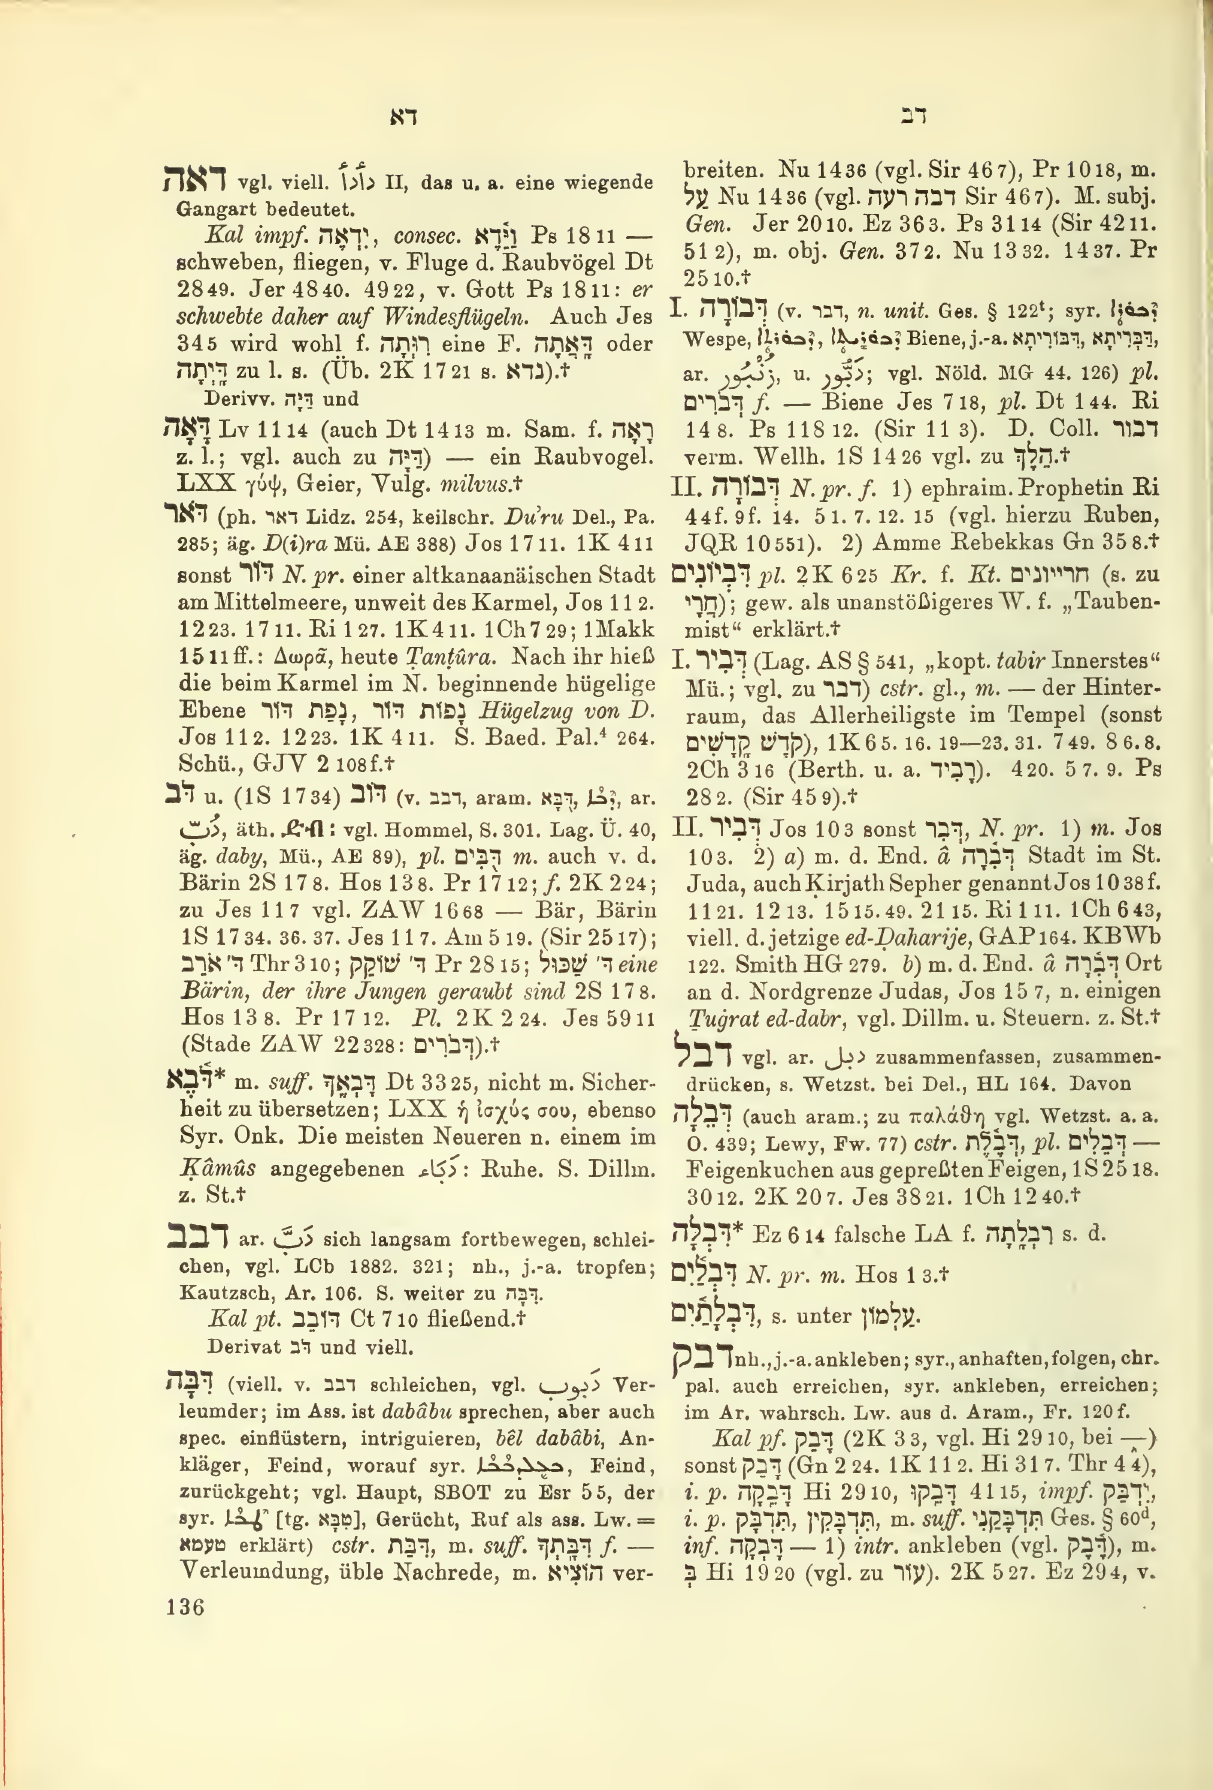 דא
דב
דאה vgl. viell. دَأْدَأَ II, das u. a. eine wiegende
Gangart bedeutet.
Kal impf. יִדְאֶה, consec. וַיֵּדֶא Ps 18 11 —
schweben, fliegen, v. Fluge d. Raubvögel Dt
28 49. Jer 48 40. 49 22, v. Gott Ps 18 11: er
schwebte daher auf Windesflügeln. Auch Jes
34 5 wird wohl f. רִוְּתָה eine F. דָּאֲתָה oder
zu l. s. (Üb. 2K 17 21 s. נדא).†
Derivv. דַּיָּה und
דָּאָה Lv 11 14 (auch Dt 14 13 m. Sam. f. רָאָה
z. l.; vgl. auch zu דַּיָּה) — ein Raubvogel.
LXX γύψ, Geier, Vulg. milvus.†
דֹּאר (ph. דאר Lidz. 254, keilschr. Du’ru Del., Pa.
285; äg. D(i)ra Mü. AE 388) Jos 17 11. 1K 4 11
sonst דּוֹר N. pr. einer altkanaanäischen Stadt
am Mittelmeere, unweit des Karmel, Jos 11 2.
12 23. 17 11. Ri 1 27. 1K 4 11. 1Ch 7 29; 1Makk
15 11 ff.: Δωρᾶ, heute Ṭanṭûra. Nach ihr hieß
die beim Karmel im N. beginnende hügelige
Ebene נָפַת דּוֹר, נָפוֹת דּוֹר Hügelzug von D.
Jos 11 2. 12 23. 1K 4 11. S. Baed. Pal.⁴ 264.
Schü., GJV 2 108 f.†
דֹּב u. (1S 17 34) דּוֹב (v. דבב, aram. דֻּבָּא, ܕܶܒܳܐ, ar.
دُبّ, äth. ድብ፡ vgl. Hommel, S. 301. Lag. Ü. 40,
äg. daby, Mü., AE 89), pl. דֻּבִּים m. auch v. d.
Bärin 2S 17 8. Hos 13 8. Pr 17 12; f. 2K 2 24;
zu Jes 11 7 vgl. ZAW 16 68 — Bär, Bärin
1S 17 34. 36. 37. Jes 11 7. Am 5 19. (Sir 25 17);
ד' אֹרֵב Thr 3 10; ד' שׁוֹקֵק Pr 28 15; ד' שַׁכּוּל eine
Bärin, der ihre Jungen geraubt sind 2S 17 8.
Hos 13 8. Pr 17 12. Pl. 2K 2 24. Jes 59 11
(Stade ZAW 22 328: דְּבֹרִים).†
דֹּבֶא* m. suff. דָּבְאֶךָ Dt 33 25, nicht m. Sicher-
heit zu übersetzen; LXX ἡ ἰσχύς σου, ebenso
Syr. Onk. Die meisten Neueren n. einem im
Ḳâmûs angegebenen دَكَاء: Ruhe. S. Dillm.
z. St.†
דבב ar. دَبَّ sich langsam fortbewegen, schlei-
chen, vgl. LCb 1882. 321; nh., j.-a. tropfen;
Kautzsch, Ar. 106. S. weiter zu דִּבָּה.
Kal pt. דּוֹבֵב Ct 7 10 fließend.†
Derivat דֹּב und viell.
דִּבָּה (viell. v. דבב schleichen, vgl. دَيْبُوب Ver-
leumder; im Ass. ist dabâbu sprechen, aber auch
spec. einflüstern, intriguieren, bêl dabâbi, An-
kläger, Feind, worauf syr. ܒܥܶܠܕܒܳܒܳܐ, Feind,
zurückgeht; vgl. Haupt, SBOT zu Esr 5 5, der
syr. ܛܶܒܳܐ [tg. טִבָּא], Gerücht, Ruf als ass. Lw. =
טעמא erklärt) cstr. דִּבַּת, m. suff. דִּבָּתְךָ f. —
Verleumdung, üble Nachrede, m. הוֹצִיא ver-
136
breiten. Nu 14 36 (vgl. Sir 46 7), Pr 10 18, m.
עַל Nu 14 36 (vgl. דבה רעה Sir 46 7). M. subj.
Gen. Jer 20 10. Ez 36 3. Ps 31 14 (Sir 42 11.
51 2), m. obj. Gen. 37 2. Nu 13 32. 14 37. Pr
25 10.†
I. דְּבוֹרָה (v. דבר, n. unit. Ges. § 122ᵗ; syr. ܕܶܒܽܘܪܳܐ
Wespe, Biene, j.-a. דְּבוֹרִיתָא, דְּבַרִיתָא,
ar. زُنْبُور, u. دَبُّور; vgl. Nöld. MG 44. 126) pl.
דְּבֹרִים f. — Biene Jes 7 18, pl. Dt 1 44. Ri
14 8. Ps 118 12. (Sir 11 3). D. Coll. דבור
verm. Wellh. 1S 14 26 vgl. zu הֵלֶךְ.†
II. דְּבוֹרָה N. pr. f. 1) ephraim. Prophetin Ri
4 4 f. 9 f. 14. 5 1. 7. 12. 15 (vgl. hierzu Ruben,
JQR 10 551). 2) Amme Rebekkas Gn 35 8.†
דִּבְיוֹנִים pl. 2K 6 25 Kr. f. Kt. חרייונים (s. zu
חֲרִי); gew. als unanstößigeres W. f. „Tauben-
mist“ erklärt.†
I. דְּבִיר (Lag. AS § 541, „kopt. tabir Innerstes“
Mü.; vgl. zu דבר) cstr. gl., m. — der Hinter-
raum, das Allerheiligste im Tempel (sonst
קֹדֶשׁ קֳדָשִׁים), 1K 6 5. 16. 19—23. 31. 7 49. 8 6. 8.
2Ch 3 16 (Berth. u. a. רָבִיד). 4 20. 5 7. 9. Ps
28 2. (Sir 45 9).†
II. דְּבִיר Jos 10 3 sonst דְּבִר, N. pr. 1) m. Jos
10 3. 2) a) m. d. End. â דְּבִרָה Stadt im St.
Juda, auch Kirjath Sepher genannt Jos 10 38 f.
11 21. 12 13. 15 15. 49. 21 15. Ri 1 11. 1Ch 6 43,
viell. d. jetzige eḍ-Ḍaharije, GAP 164. KBWb
122. Smith HG 279. b) m. d. End. â דְּבִרָה Ort
an d. Nordgrenze Judas, Jos 15 7, n. einigen
Ṯuġrat ed-dabr, vgl. Dillm. u. Steuern. z. St.†
דבל vgl. ar. دبل zusammenfassen, zusammen-
drücken, s. Wetzst. bei Del., HL 164. Davon
דְּבֵלָה (auch aram.; zu παλάθη vgl. Wetzst. a. a.
O. 439; Lewy, Fw. 77) cstr. דְּבֶלֶת, pl. דְּבֵלִים —
Feigenkuchen aus gepreßten Feigen, 1S 25 18.
30 12. 2K 20 7. Jes 38 21. 1Ch 12 40.†
דִּבְלָה* Ez 6 14 falsche LA f. רִבְלָתָה s. d.
דִּבְלַיִם N. pr. m. Hos 1 3.†
דִּבְלָתַיִם, s. unter עַלְמוֹן.
דבק nh., j.-a. ankleben; syr., anhaften, folgen, chr.
pal. auch erreichen, syr. ankleben, erreichen;
im Ar. wahrsch. Lw. aus d. Aram., Fr. 120 f.
Kal pf. דָּבַק (2K 3 3, vgl. Hi 29 10, bei —)
sonst דָּבֵק (Gn 2 24. 1K 11 2. Hi 31 7. Thr 4 4),
i. p. דָּבֵקָה Hi 29 10, דָּבֵקוּ 41 15, impf. יִדְבַּק,
i. p. תִּדְבָּק, תִּדְבָּקִין, m. suff. תִּדְבָּקַנִי Ges. § 60ᵈ,
inf. דָּבְקָה — 1) intr. ankleben (vgl. דָּבֵק), m.
בְּ Hi 19 20 (vgl. zu עוֹר). 2K 5 27. Ez 29 4, v.